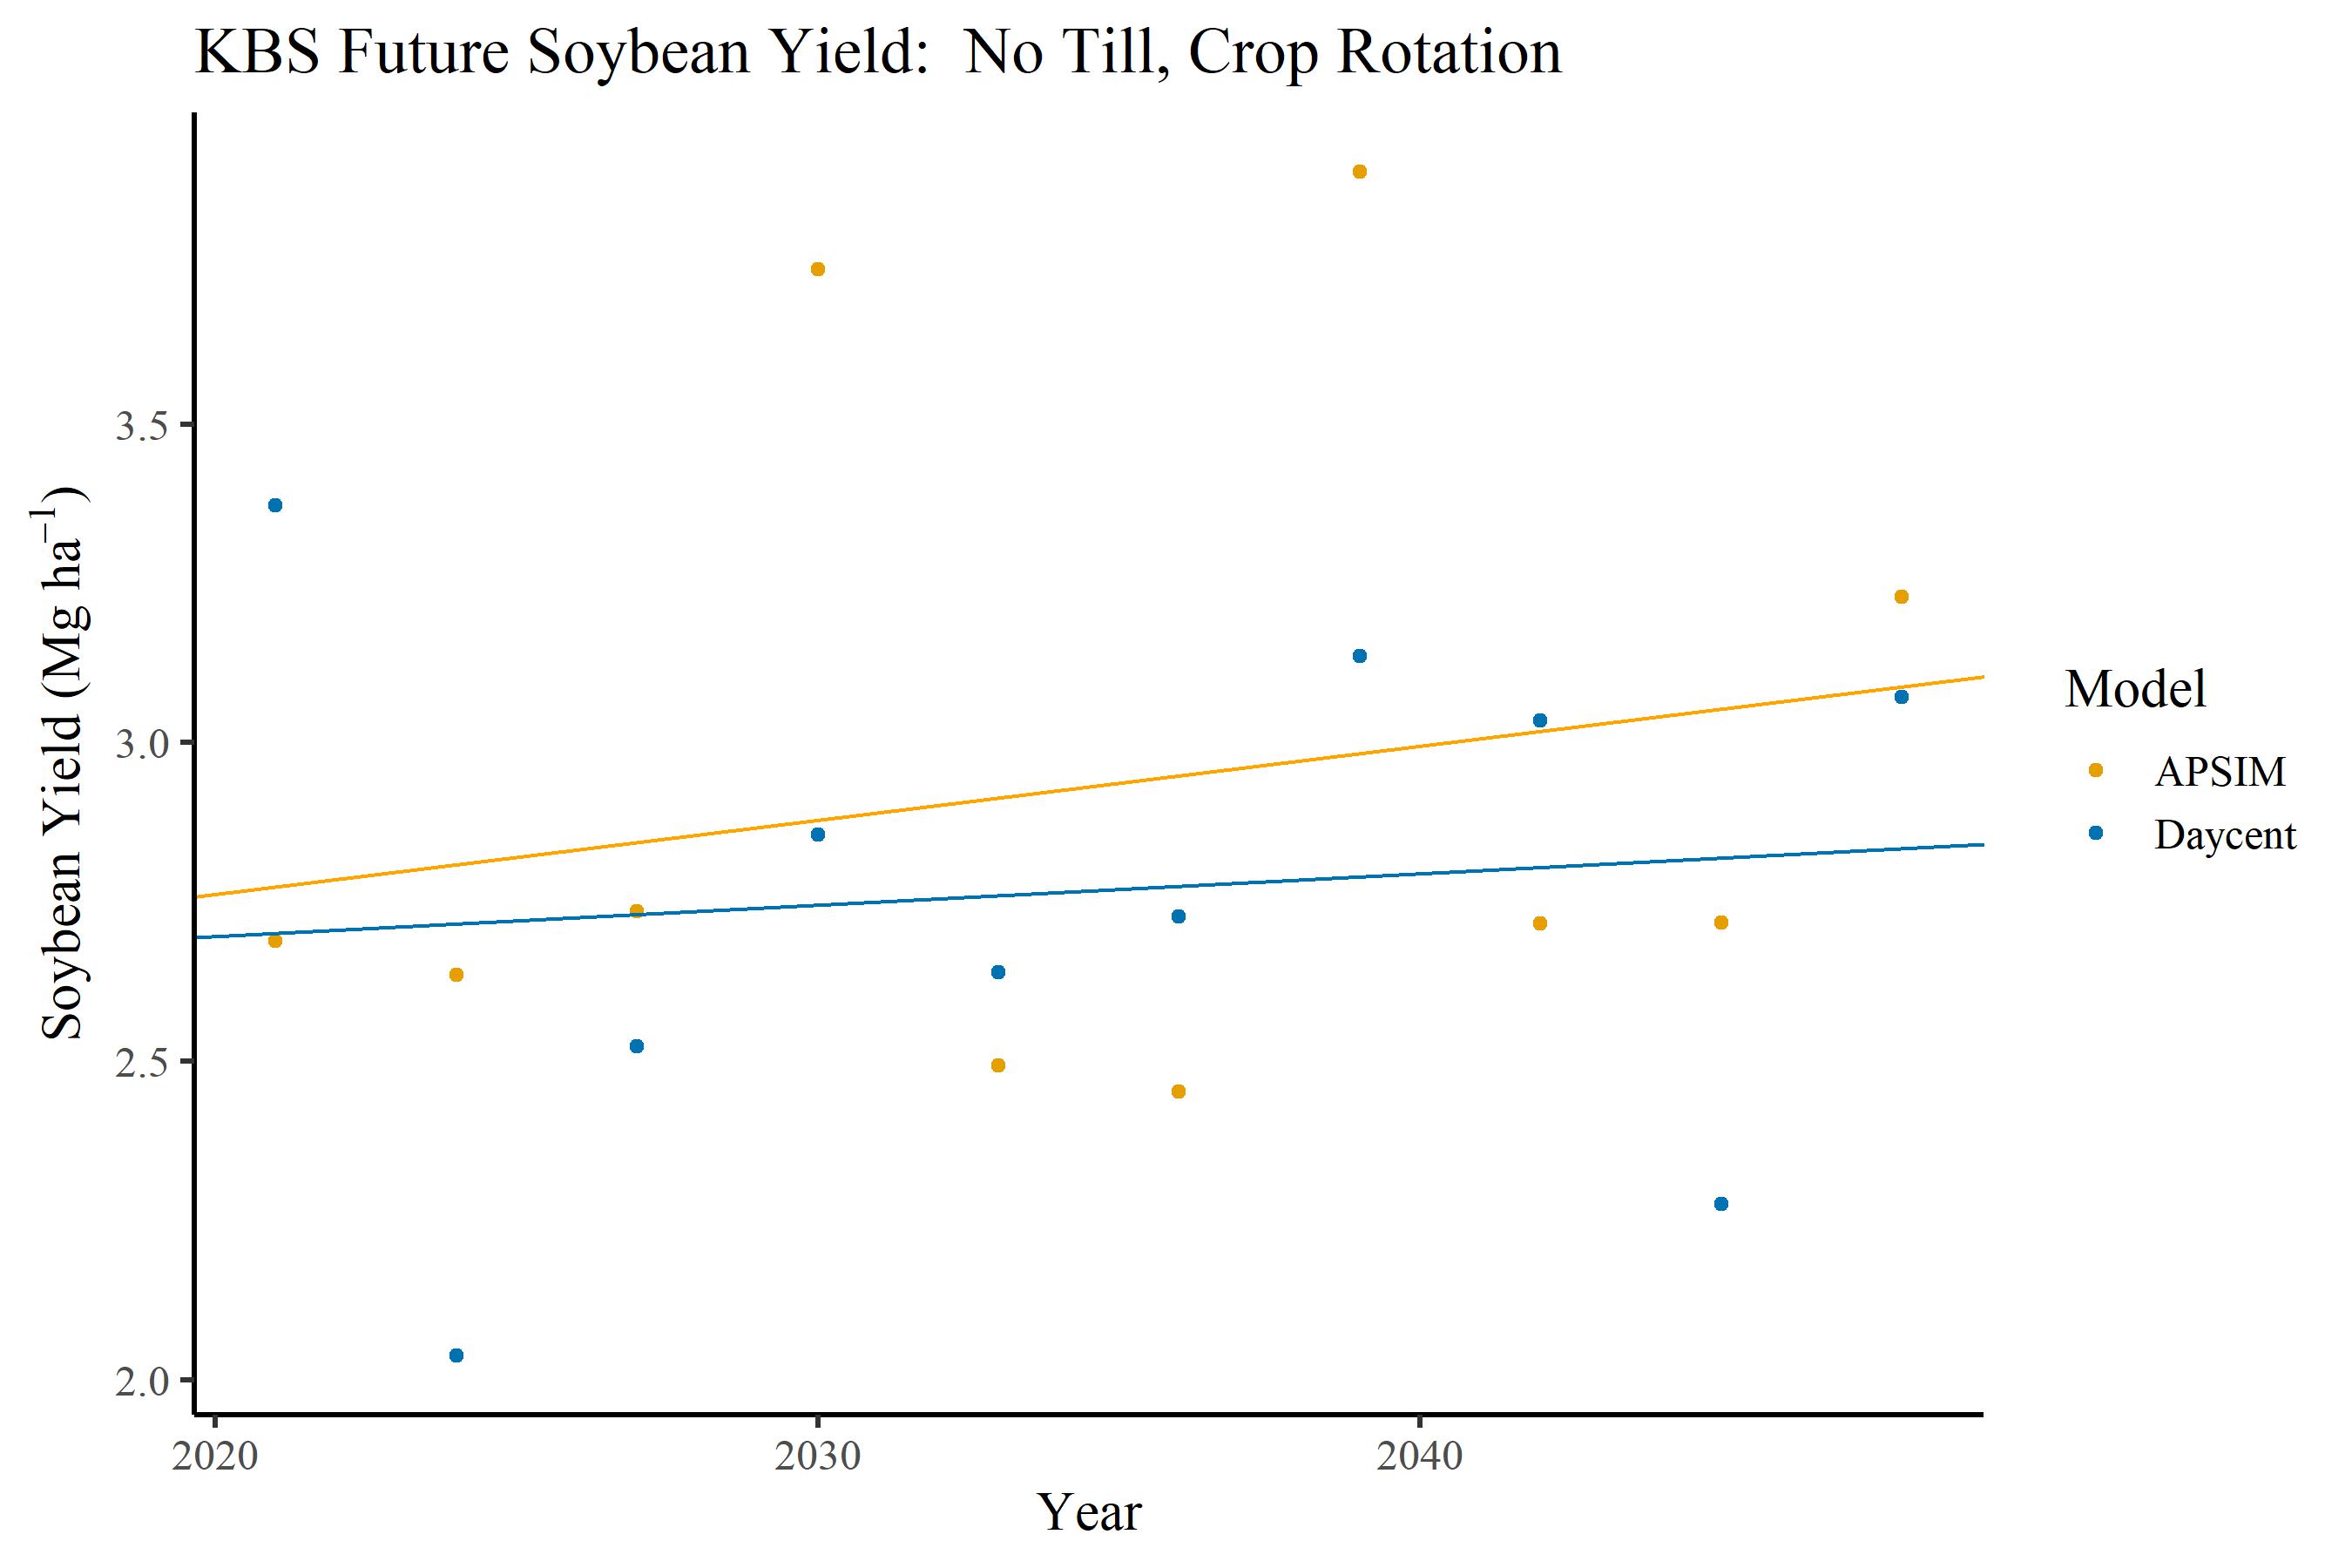 KBS Future Soybean Yield:  No Till, Crop Rotation
Soybean Yield (Mg ha⁻¹)
3.5
3.0
2.5
2.0
2020 2030 2040
Year
Model
APSIM
Daycent